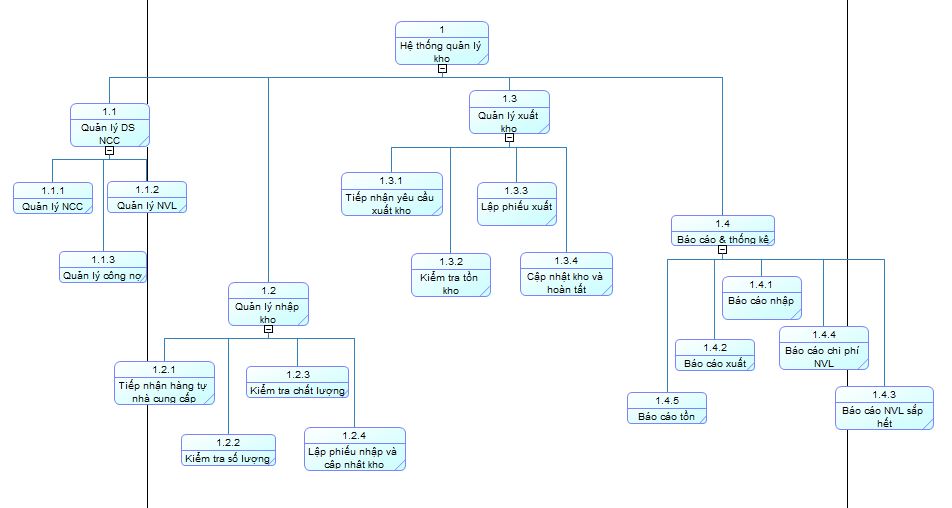 1
Hệ thống quản lý
kho
1.1
Quản lý DS
NCC
1.1.1
Quản lý NCC
1.1.2
Quản lý NVL
1.1.3
Quản lý công nợ
1.2
Quản lý nhập
kho
1.2.1
Tiếp nhận hàng từ
nhà cung cấp
1.2.2
Kiểm tra số lượng
1.2.3
Kiểm tra chất lượng
1.2.4
Lập phiếu nhập và
cập nhật kho
1.3
Quản lý xuất
kho
1.3.1
Tiếp nhận yêu cầu
xuất kho
1.3.2
Kiểm tra tồn
kho
1.3.3
Lập phiếu xuất
1.3.4
Cập nhật kho và
hoàn tất
1.4
Báo cáo & thống kê
1.4.1
Báo cáo nhập
1.4.2
Báo cáo xuất
1.4.4
Báo cáo chi phí
NVL
1.4.5
Báo cáo tồn
1.4.3
Báo cáo NVL sắp
hết